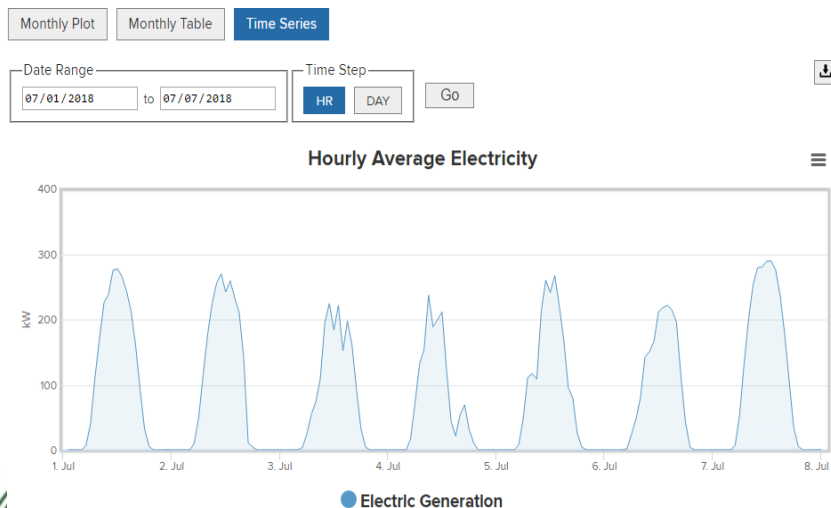 Monthly Plot Monthly Table Time Series
Date Range Time Step
07/01/2018 to 07/07/2018 HR DAY Go
Hourly Average Electricity
400
300
200
100
0
kW
1. Jul 2. Jul 3. Jul 4. Jul 5. Jul 6. Jul 7. Jul 8. Jul
Electric Generation